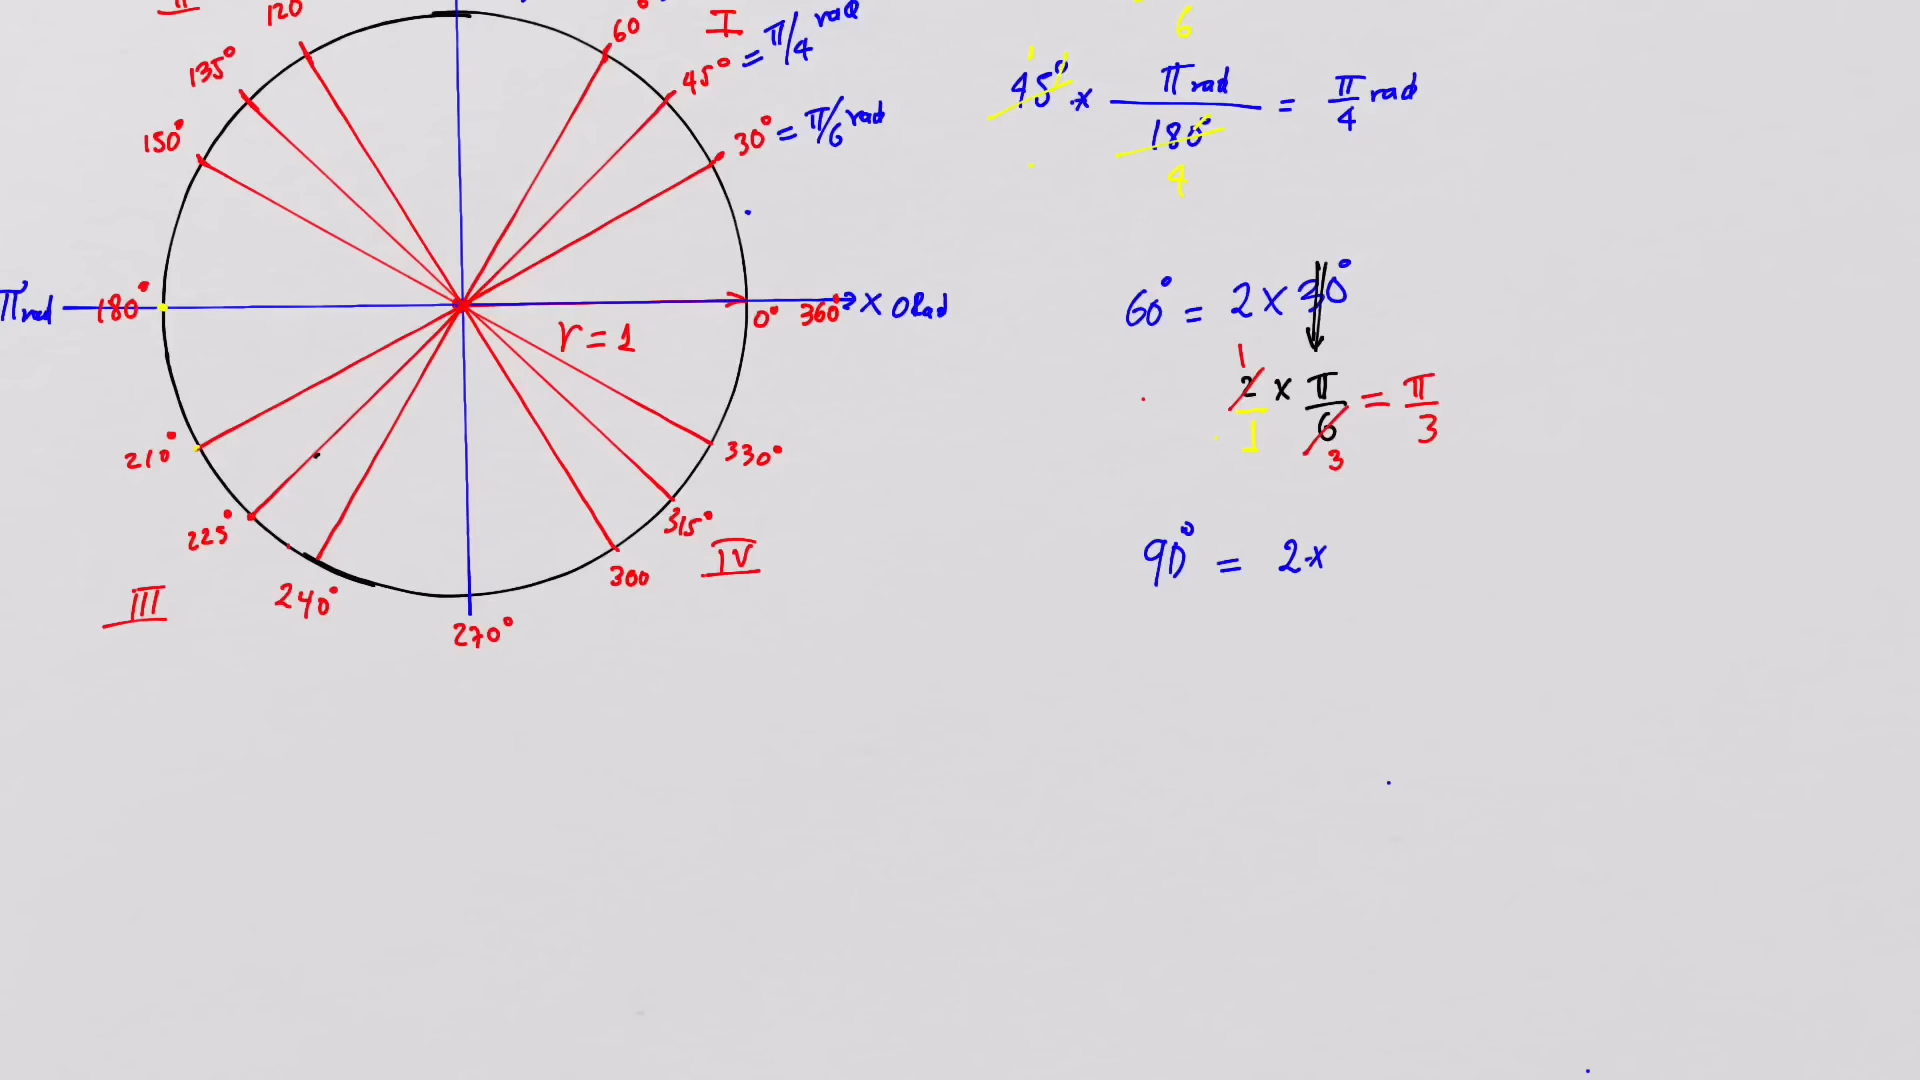 II
120
60°
I
135°
45° = π/4 rad
150°
30° = π/6 rad
π rad
180°
0°
360°
x 0 Rad
r = 1
210°
330°
225°
315°
IV
III
240°
300
270°
6
1
45° × π rad / 180° = π/4 rad
4
60° = 2 × 30°
1
2/1 × π/6 = π/3
3
90° = 2 ×